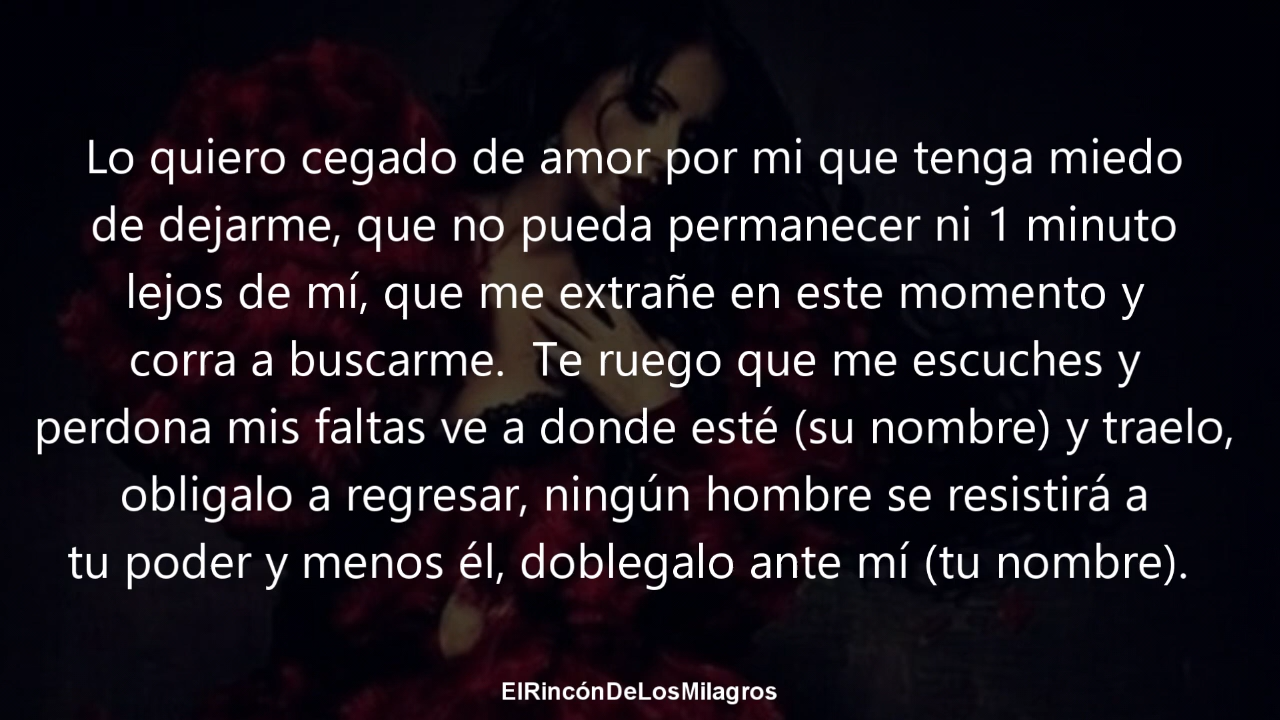 Lo quiero cegado de amor por mi que tenga miedo
de dejarme, que no pueda permanecer ni 1 minuto
lejos de mí, que me extrañe en este momento y
corra a buscarme.  Te ruego que me escuches y
perdona mis faltas ve a donde esté (su nombre) y traelo,
obligalo a regresar, ningún hombre se resistirá a
tu poder y menos él, doblegalo ante mí (tu nombre).
ElRincónDeLosMilagros